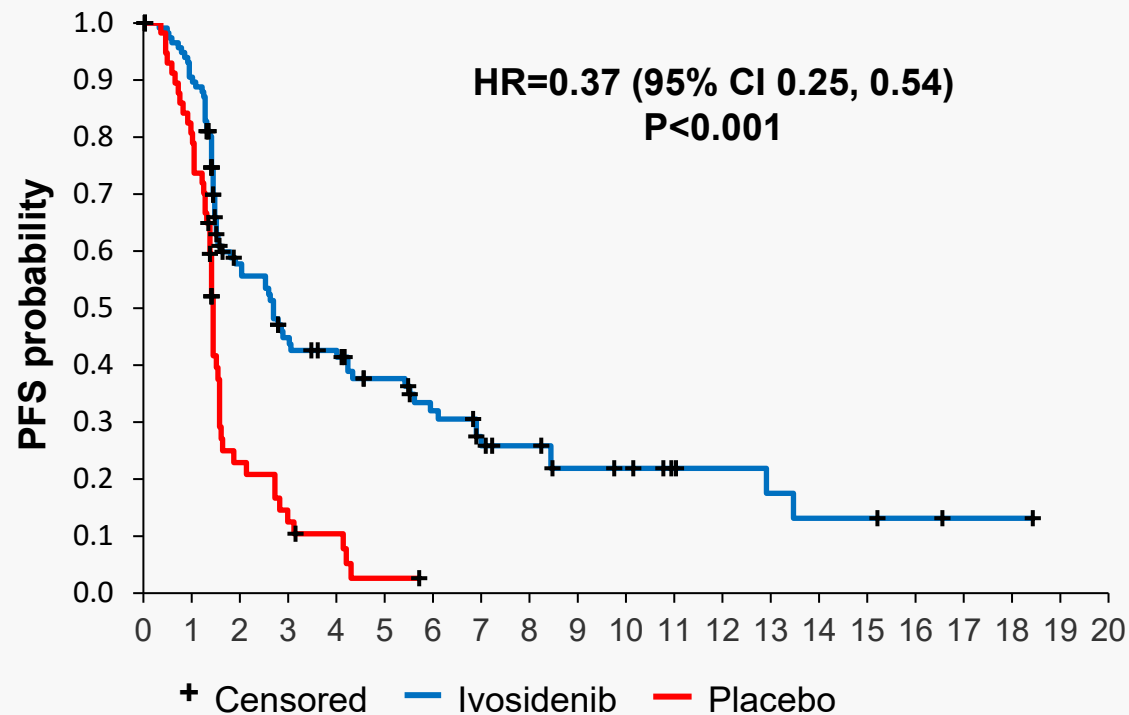 HR=0.37 (95% CI 0.25, 0.54)
P<0.001
PFS probability
1.0
0.9
0.8
0.7
0.6
0.5
0.4
0.3
0.2
0.1
0.0
0 1 2 3 4 5 6 7 8 9 10 11 12 13 14 15 16 17 18 19 20
+ Censored Ivosidenib Placebo